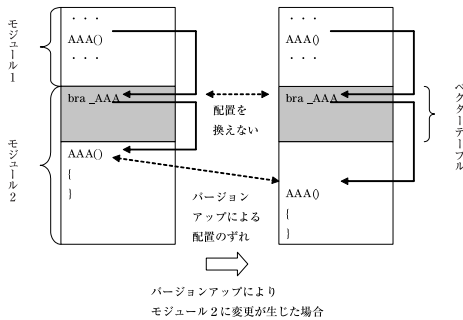 モジュール1
・・・
AAA()
・・・
bra _AAA
モジュール2
AAA()
{
}
配置を
換えない
バージョン
アップによる
配置のずれ
・・・
AAA()
・・・
bra _AAA
ベクターテーブル
AAA()
{
}
バージョンアップにより
モジュール2に変更が生じた場合